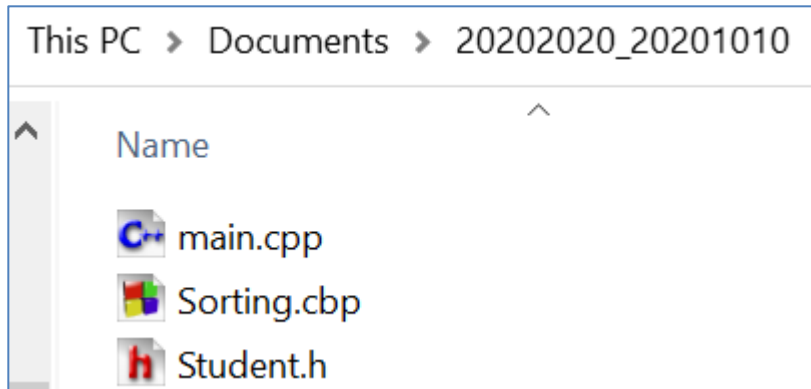 This PC > Documents > 20202020_20201010
Name
C++ main.cpp
Sorting.cbp
h Student.h